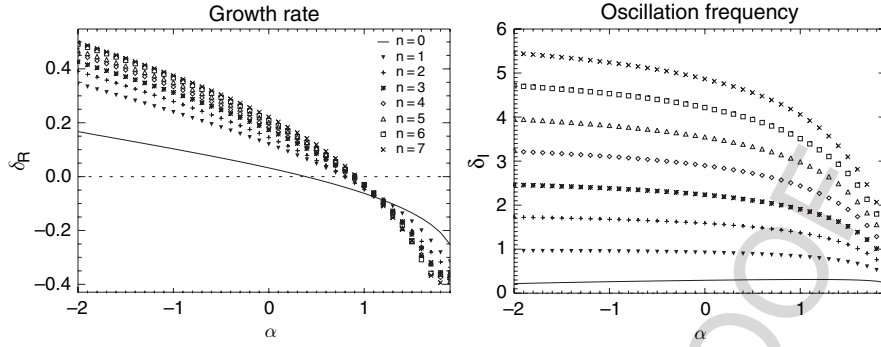 Growth rate
0.4
0.2
0.0
−0.2
−0.4
δR
−2
−1
0
1
α
n=0
n=1
n=2
n=3
n=4
n=5
n=6
n=7
Oscillation frequency
6
5
4
3
2
1
0
δI
−2
−1
0
1
α
OOF